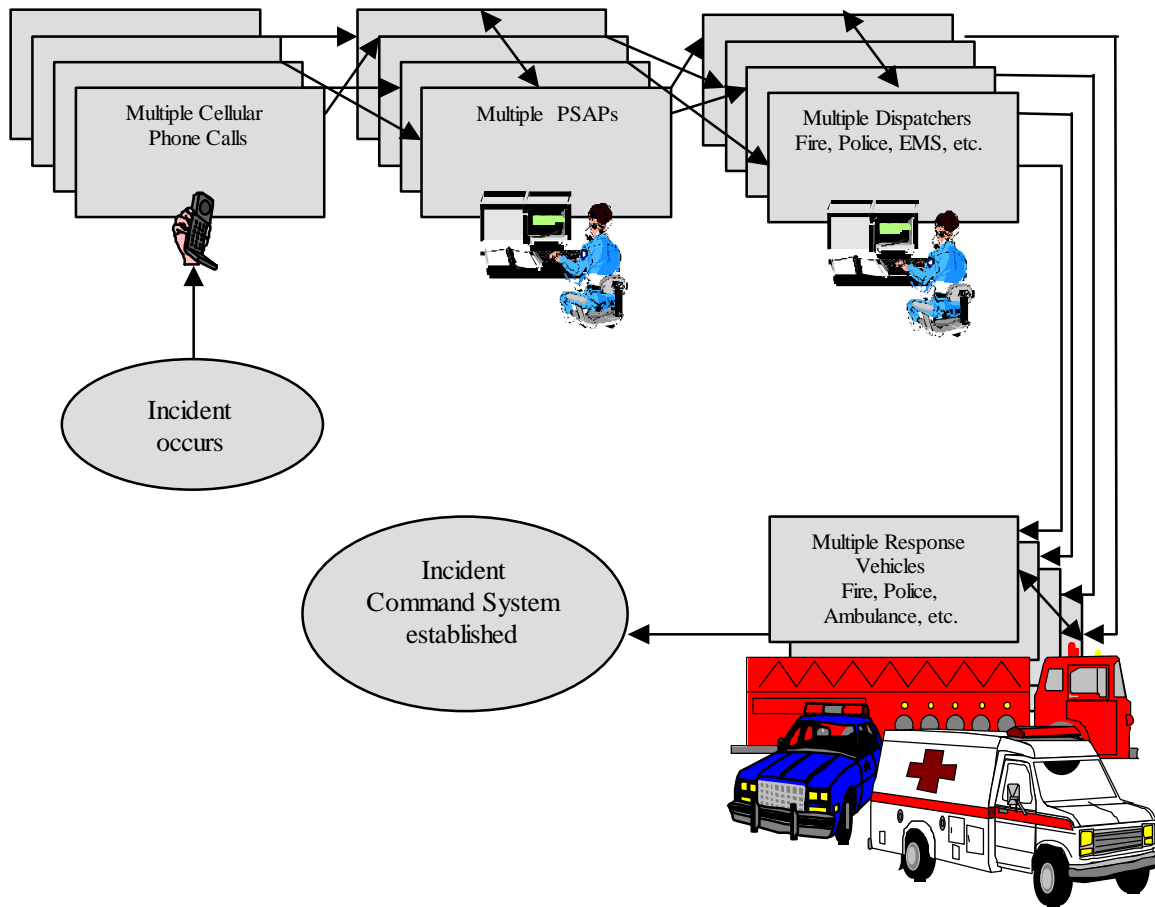 Multiple Cellular
Phone Calls
Multiple PSAPs
Multiple Dispatchers
Fire, Police, EMS, etc.
Incident
occurs
Multiple Response
Vehicles
Fire, Police,
Ambulance, etc.
Incident
Command System
established